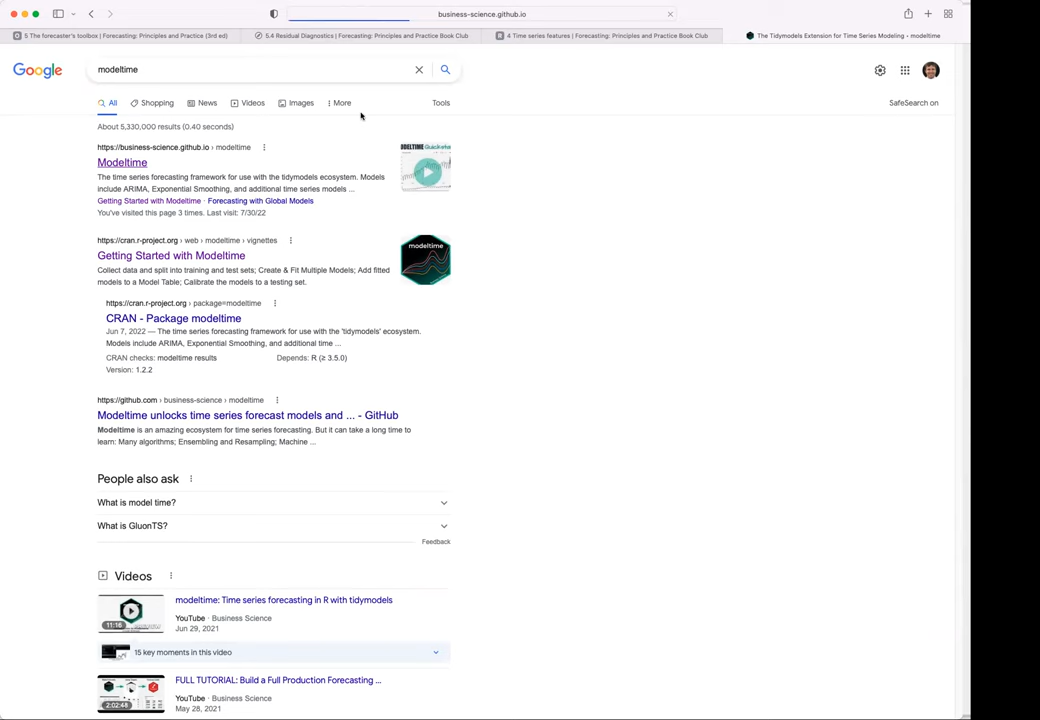 business-science.github.io
5 The forecaster's toolbox | Forecasting: Principles and Practice (3rd ed)
5.4 Residual Diagnostics | Forecasting: Principles and Practice Book Club
4 Time series features | Forecasting: Principles and Practice Book Club
The Tidymodels Extension for Time Series Modeling - modeltime
Google
modeltime
All Shopping News Videos Images More Tools SafeSearch on
About 5,330,000 results (0.40 seconds)
https://business-science.github.io › modeltime
Modeltime
The time series forecasting framework for use with the tidymodels ecosystem. Models
include ARIMA, Exponential Smoothing, and additional time series models ...
Getting Started with Modeltime · Forecasting with Global Models
You've visited this page 3 times. Last visit: 7/30/22
https://cran.r-project.org › web › modeltime › vignettes
Getting Started with Modeltime
modeltime
Collect data and split into training and test sets; Create & Fit Multiple Models; Add fitted
models to a Model Table; Calibrate the models to a testing set.
https://cran.r-project.org › package=modeltime
CRAN - Package modeltime
Jun 7, 2022 — The time series forecasting framework for use with the 'tidymodels' ecosystem.
Models include ARIMA, Exponential Smoothing, and additional time ...
CRAN checks: modeltime results Depends: R (≥ 3.5.0)
Version: 1.2.2
https://github.com › business-science › modeltime
Modeltime unlocks time series forecast models and ... - GitHub
Modeltime is an amazing ecosystem for time series forecasting. But it can take a long time to
learn: Many algorithms; Ensembling and Resampling; Machine ...
People also ask
What is model time?
What is GluonTS?
Feedback
Videos
modeltime: Time series forecasting in R with tidymodels
YouTube · Business Science
11:16
Jun 29, 2021
15 key moments in this video
FULL TUTORIAL: Build a Full Production Forecasting ...
YouTube · Business Science
2:02:48
May 28, 2021